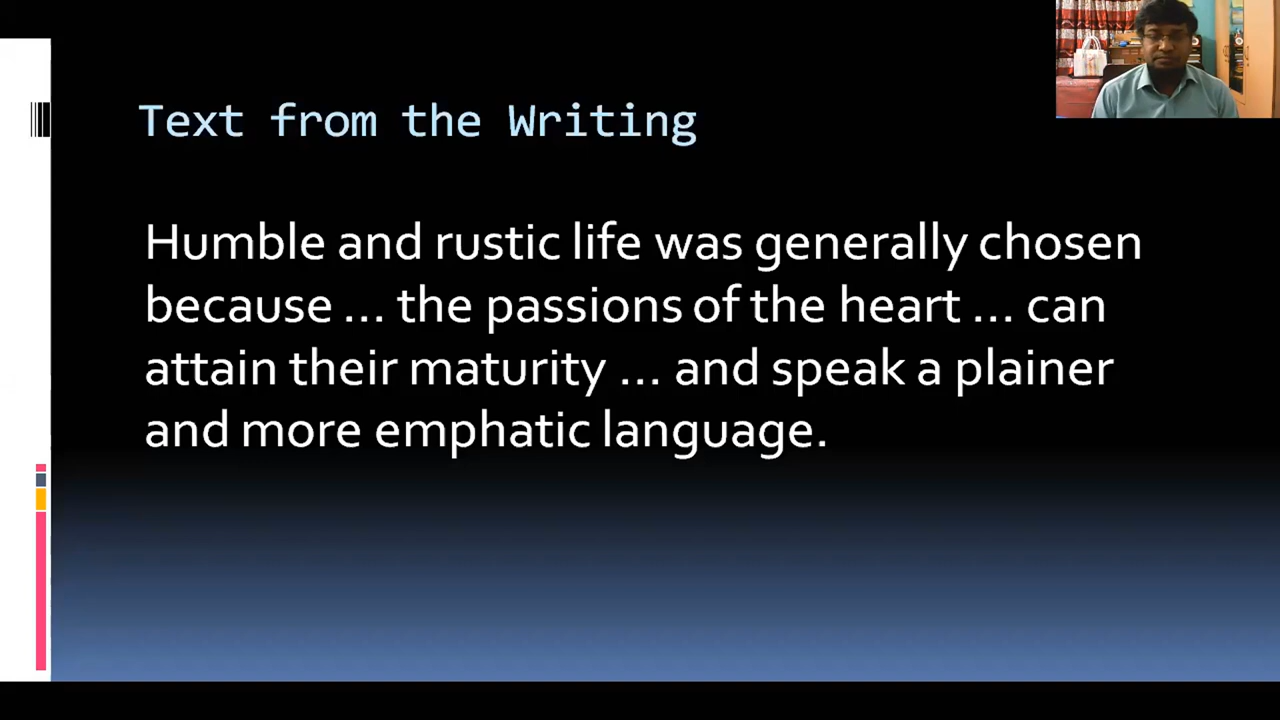 Text from the Writing
Humble and rustic life was generally chosen
because ... the passions of the heart ... can
attain their maturity ... and speak a plainer
and more emphatic language.